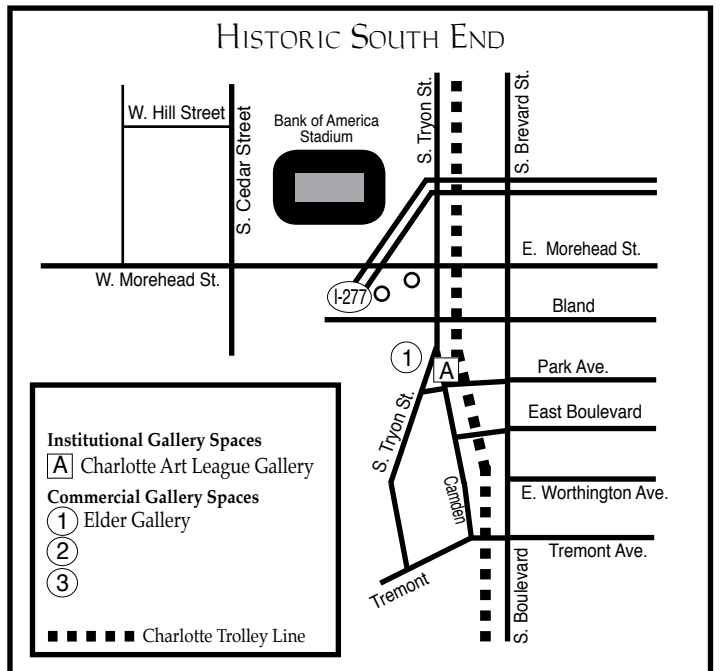 HISTORIC SOUTH END
S. Tryon St.
S. Brevard St.
W. Hill Street
S. Cedar Street
Bank of America
Stadium
E. Morehead St.
W. Morehead St.
I-277
Bland
1
A
Park Ave.
East Boulevard
S. Tryon St.
Camden
E. Worthington Ave.
Tremont Ave.
Tremont
S. Boulevard
Institutional Gallery Spaces
A Charlotte Art League Gallery
Commercial Gallery Spaces
1 Elder Gallery
2
3
Charlotte Trolley Line